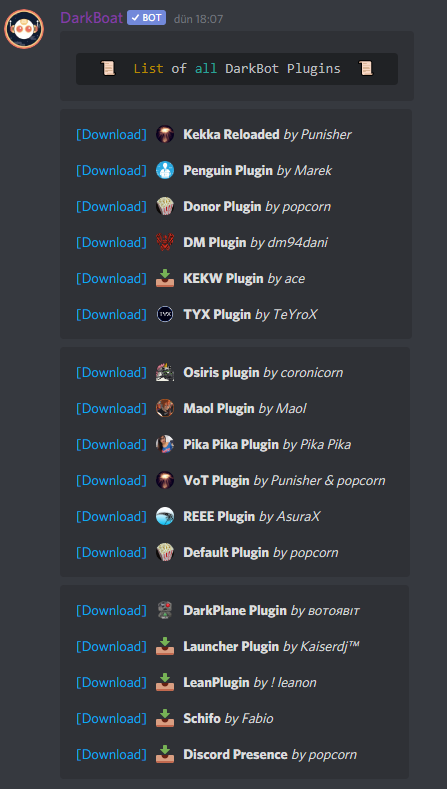 DarkBoat ✓ BOT dün 18:07
List of all DarkBot Plugins
[Download] Kekka Reloaded by Punisher
[Download] Penguin Plugin by Marek
[Download] Donor Plugin by popcorn
[Download] DM Plugin by dm94dani
[Download] KEKW Plugin by ace
[Download] TYX TYX Plugin by TeYroX
[Download] Osiris plugin by coronicorn
[Download] Maol Plugin by Maol
[Download] Pika Pika Plugin by Pika Pika
[Download] VoT Plugin by Punisher & popcorn
[Download] REEE Plugin by AsuraX
[Download] Default Plugin by popcorn
[Download] DarkPlane Plugin by ʙᴏᴛᴏяʙɪᴛ
[Download] Launcher Plugin by Kaiserdj™
[Download] LeanPlugin by ! leanon
[Download] Schifo by Fabio
[Download] Discord Presence by popcorn